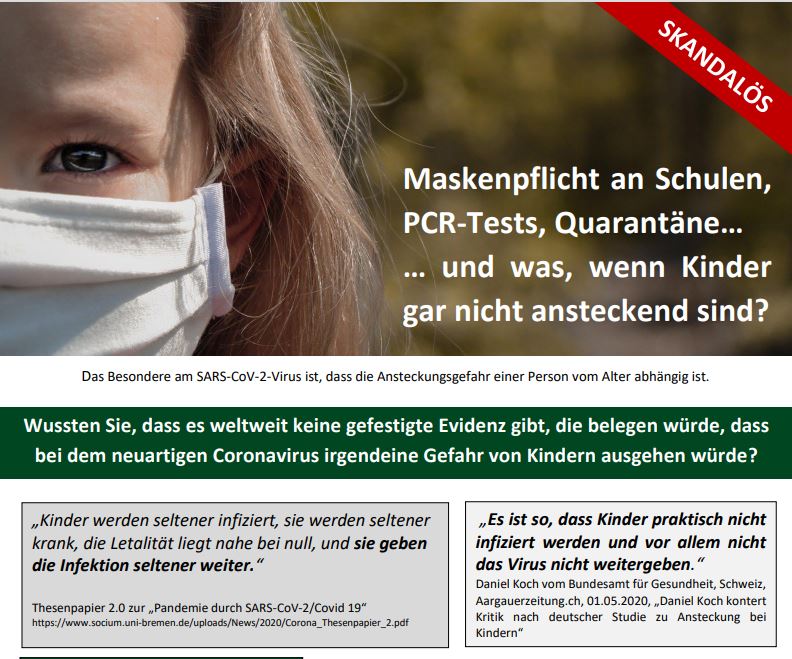 SKANDALÖS
Maskenpflicht an Schulen,
PCR-Tests, Quarantäne…
… und was, wenn Kinder
gar nicht ansteckend sind?
Das Besondere am SARS-CoV-2-Virus ist, dass die Ansteckungsgefahr einer Person vom Alter abhängig ist.
Wussten Sie, dass es weltweit keine gefestigte Evidenz gibt, die belegen würde, dass
bei dem neuartigen Coronavirus irgendeine Gefahr von Kindern ausgehen würde?
„Kinder werden seltener infiziert, sie werden seltener
krank, die Letalität liegt nahe bei null, und sie geben
die Infektion seltener weiter.“
Thesenpapier 2.0 zur „Pandemie durch SARS-CoV-2/Covid 19“
https://www.socium.uni-bremen.de/uploads/News/2020/Corona_Thesenpapier_2.pdf
„Es ist so, dass Kinder praktisch nicht
infiziert werden und vor allem nicht
das Virus nicht weitergeben.“
Daniel Koch vom Bundesamt für Gesundheit, Schweiz,
Aargauerzeitung.ch, 01.05.2020, „Daniel Koch kontert
Kritik nach deutscher Studie zu Ansteckung bei
Kindern“